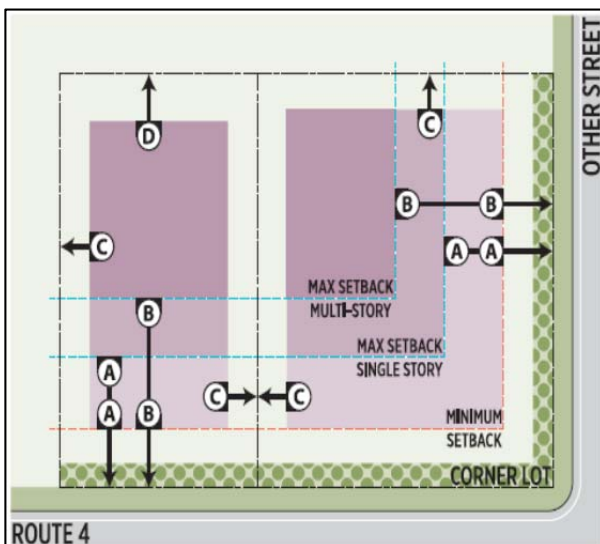 OTHER STREET
D
C
C
B
B
A
A
MAX SETBACK
MULTI-STORY
B
MAX SETBACK
SINGLE STORY
A
A
B
C
C
MINIMUM
SETBACK
CORNER LOT
ROUTE 4